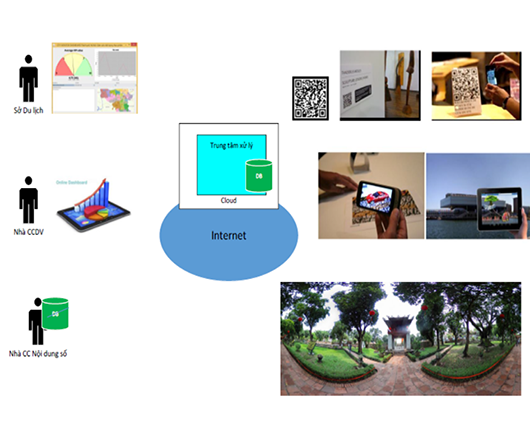 Sở Du lịch
Trung tâm xử lý
DB
Cloud
Online Dashboard
Nhà CCDV
Internet
DB
Nhà CC Nội dung số